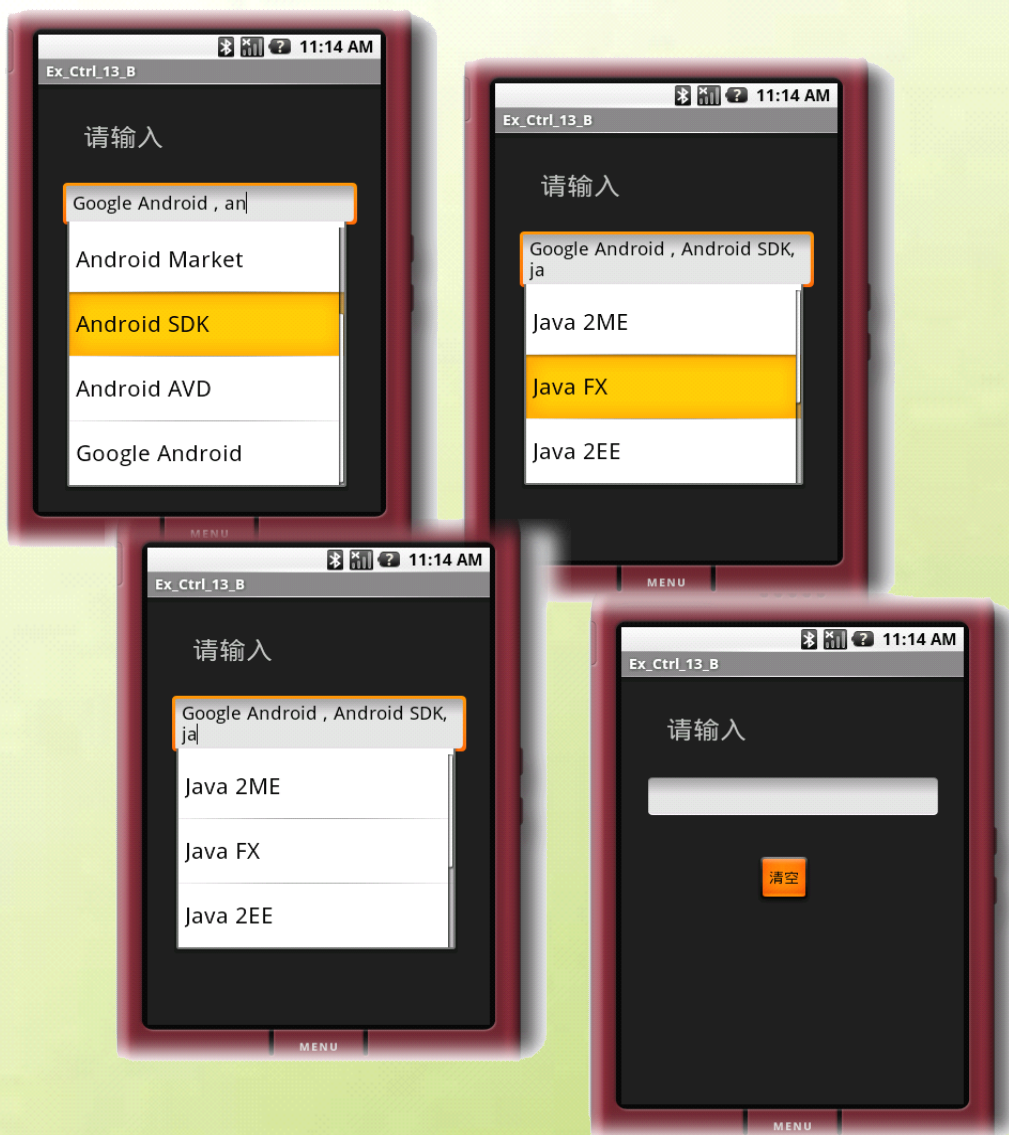 11:14 AM
Ex_Ctrl_13_B
请输入
Google Android , an
Android Market
Android SDK
Android AVD
Google Android
MENU
11:14 AM
Ex_Ctrl_13_B
请输入
Google Android , Android SDK,
ja
Java 2ME
Java FX
Java 2EE
MENU
11:14 AM
Ex_Ctrl_13_B
请输入
Google Android , Android SDK,
ja
Java 2ME
Java FX
Java 2EE
MENU
11:14 AM
Ex_Ctrl_13_B
请输入
清空
MENU